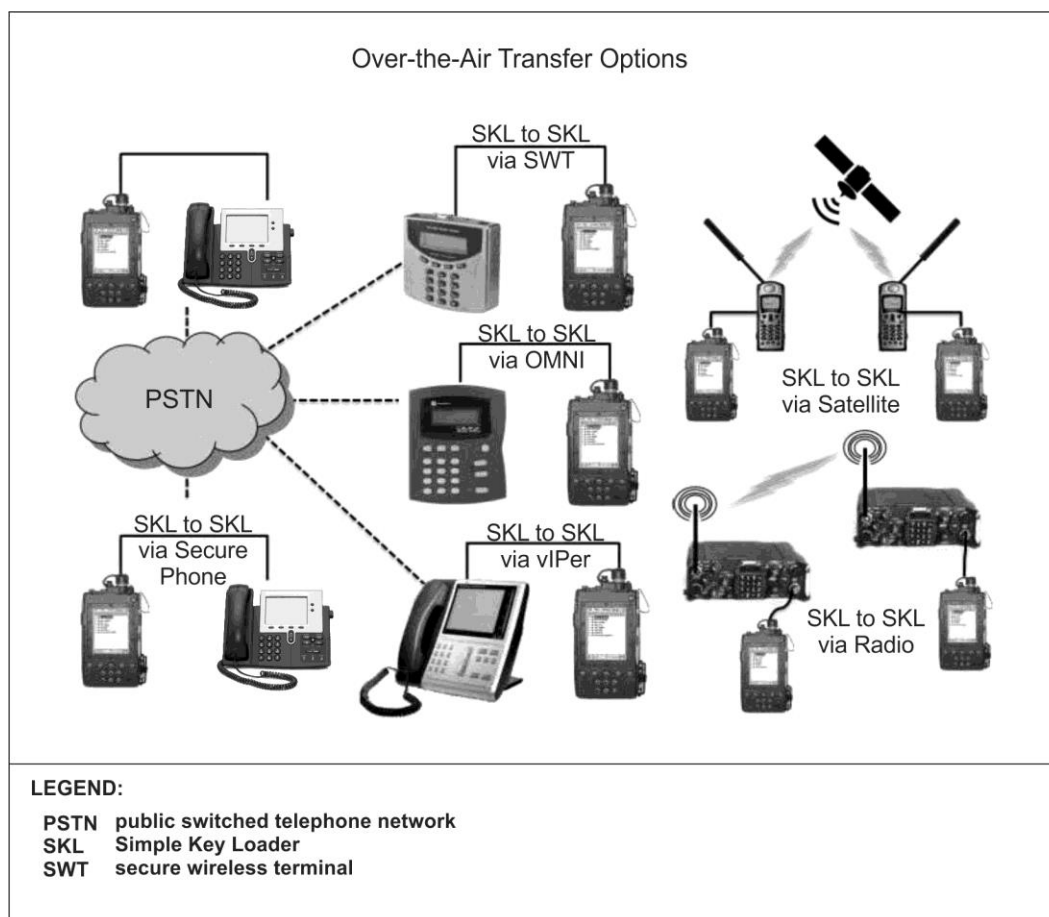 Over-the-Air Transfer Options
SKL to SKL
via SWT
SKL to SKL
via OMNI
PSTN
SKL to SKL
via Satellite
SKL to SKL
via Secure
Phone
SKL to SKL
via vIPer
SKL to SKL
via Radio
LEGEND:
PSTN public switched telephone network
SKL Simple Key Loader
SWT secure wireless terminal